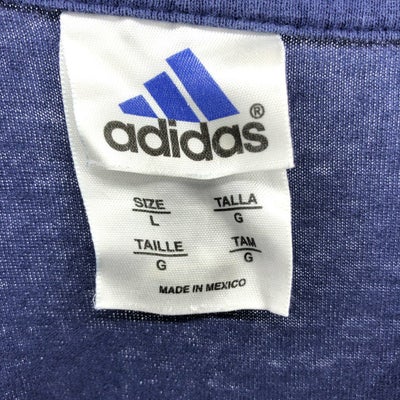 adidas®
SIZE TALLA
L G
TAILLE TAM
G G
MADE IN MEXICO